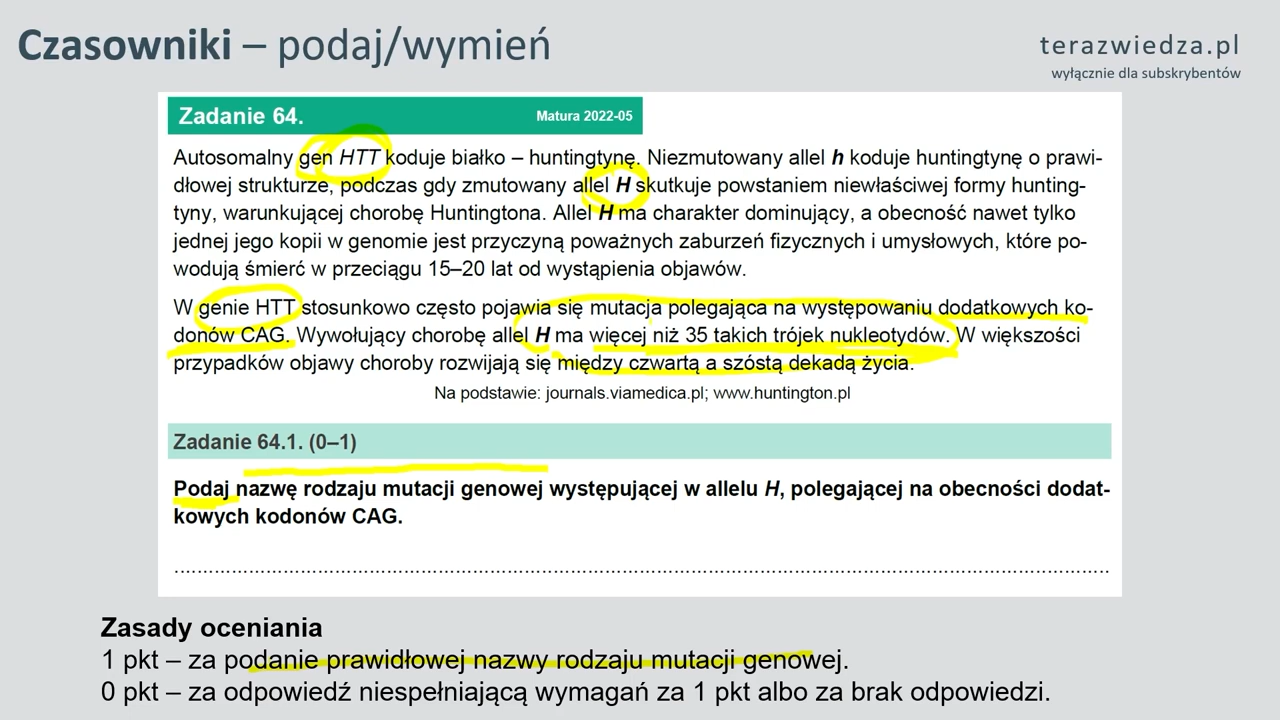 Czasowniki – podaj/wymień
terazwiedza.pl
wyłącznie dla subskrybentów
Zadanie 64.
Matura 2022-05
Autosomalny gen HTT koduje białko – huntingtynę. Niezmutowany allel h koduje huntingtynę o prawi-
dłowej strukturze, podczas gdy zmutowany allel H skutkuje powstaniem niewłaściwej formy hunting-
tyny, warunkującej chorobę Huntingtona. Allel H ma charakter dominujący, a obecność nawet tylko
jednej jego kopii w genomie jest przyczyną poważnych zaburzeń fizycznych i umysłowych, które po-
wodują śmierć w przeciągu 15–20 lat od wystąpienia objawów.
W genie HTT stosunkowo często pojawia się mutacja polegająca na występowaniu dodatkowych ko-
donów CAG. Wywołujący chorobę allel H ma więcej niż 35 takich trójek nukleotydów. W większości
przypadków objawy choroby rozwijają się między czwartą a szóstą dekadą życia.
Na podstawie: journals.viamedica.pl; www.huntington.pl
Zadanie 64.1. (0–1)
Podaj nazwę rodzaju mutacji genowej występującej w allelu H, polegającej na obecności dodat-
kowych kodonów CAG.
Zasady oceniania
1 pkt – za podanie prawidłowej nazwy rodzaju mutacji genowej.
0 pkt – za odpowiedź niespełniającą wymagań za 1 pkt albo za brak odpowiedzi.